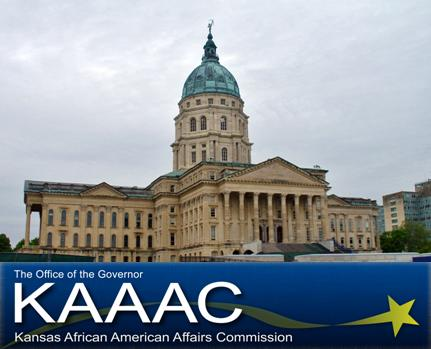 The Office of the Governor
KAAAC
Kansas African American Affairs Commission